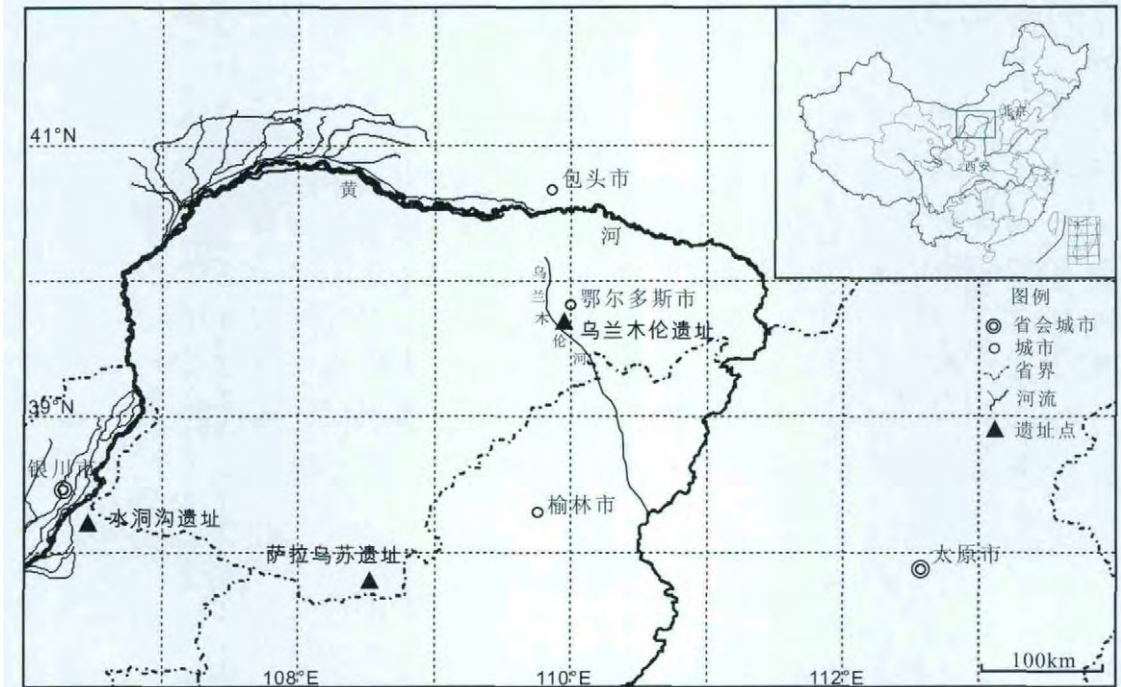 41°N
39°N
108°E
110°E
112°E
黄
河
包头市
乌
兰
木
伦
河
鄂尔多斯市
乌兰木伦遗址
银川市
水洞沟遗址
萨拉乌苏遗址
榆林市
太原市
北京
西安
图例
省会城市
城市
省界
河流
遗址点
100km